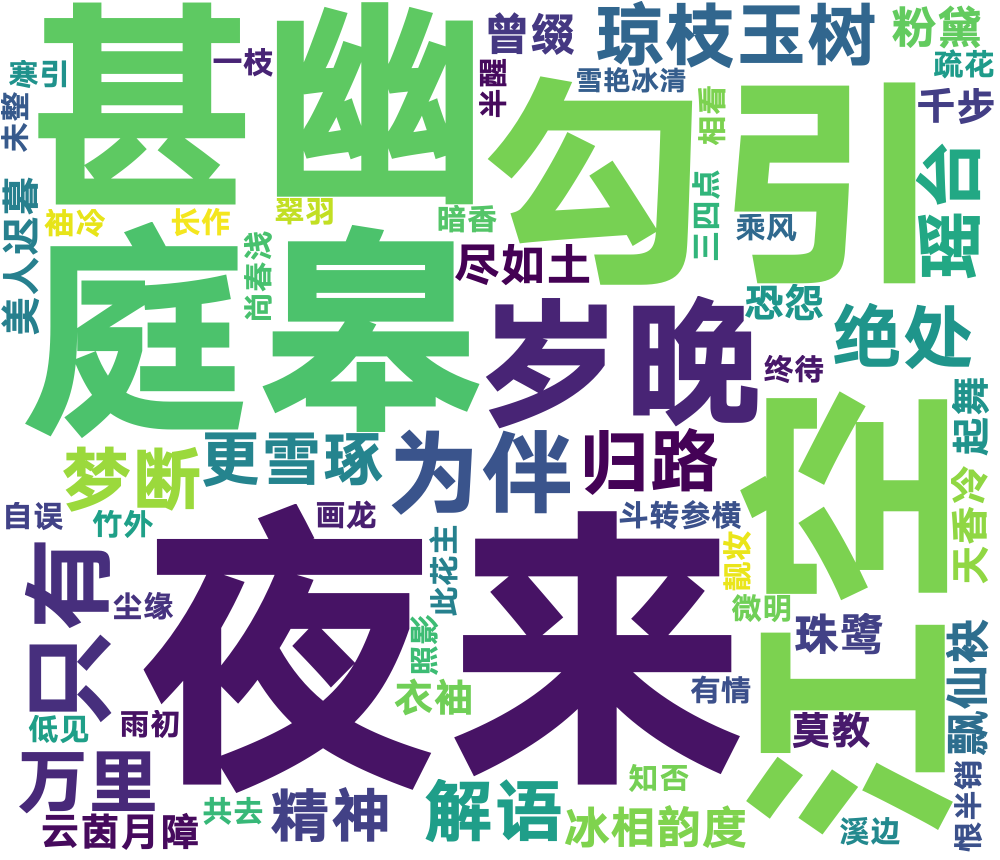 甚幽
勾引
庭皋
岁晚
夜来
江空
一枝
寒引
未整
美人迟暮
袖冷
长作
翠羽
尚春浅
暗香
半醒
曾缀
琼枝玉树
粉黛
疏花
雪艳冰清
相看
千步
三四点
乘风
瑶台
尽如土
恐怨
绝处
终待
起舞
梦断
更雪琢
为伴
归路
天香冷
自误
竹外
画龙
此花主
斗转参横
靓妆
微明
只有
尘缘
照影
珠鹭
飘仙袂
衣袖
有情
低见
雨初
莫教
万里
云茵月障
共去
精神
解语
知否
冰相韵度
溪边
恨半销